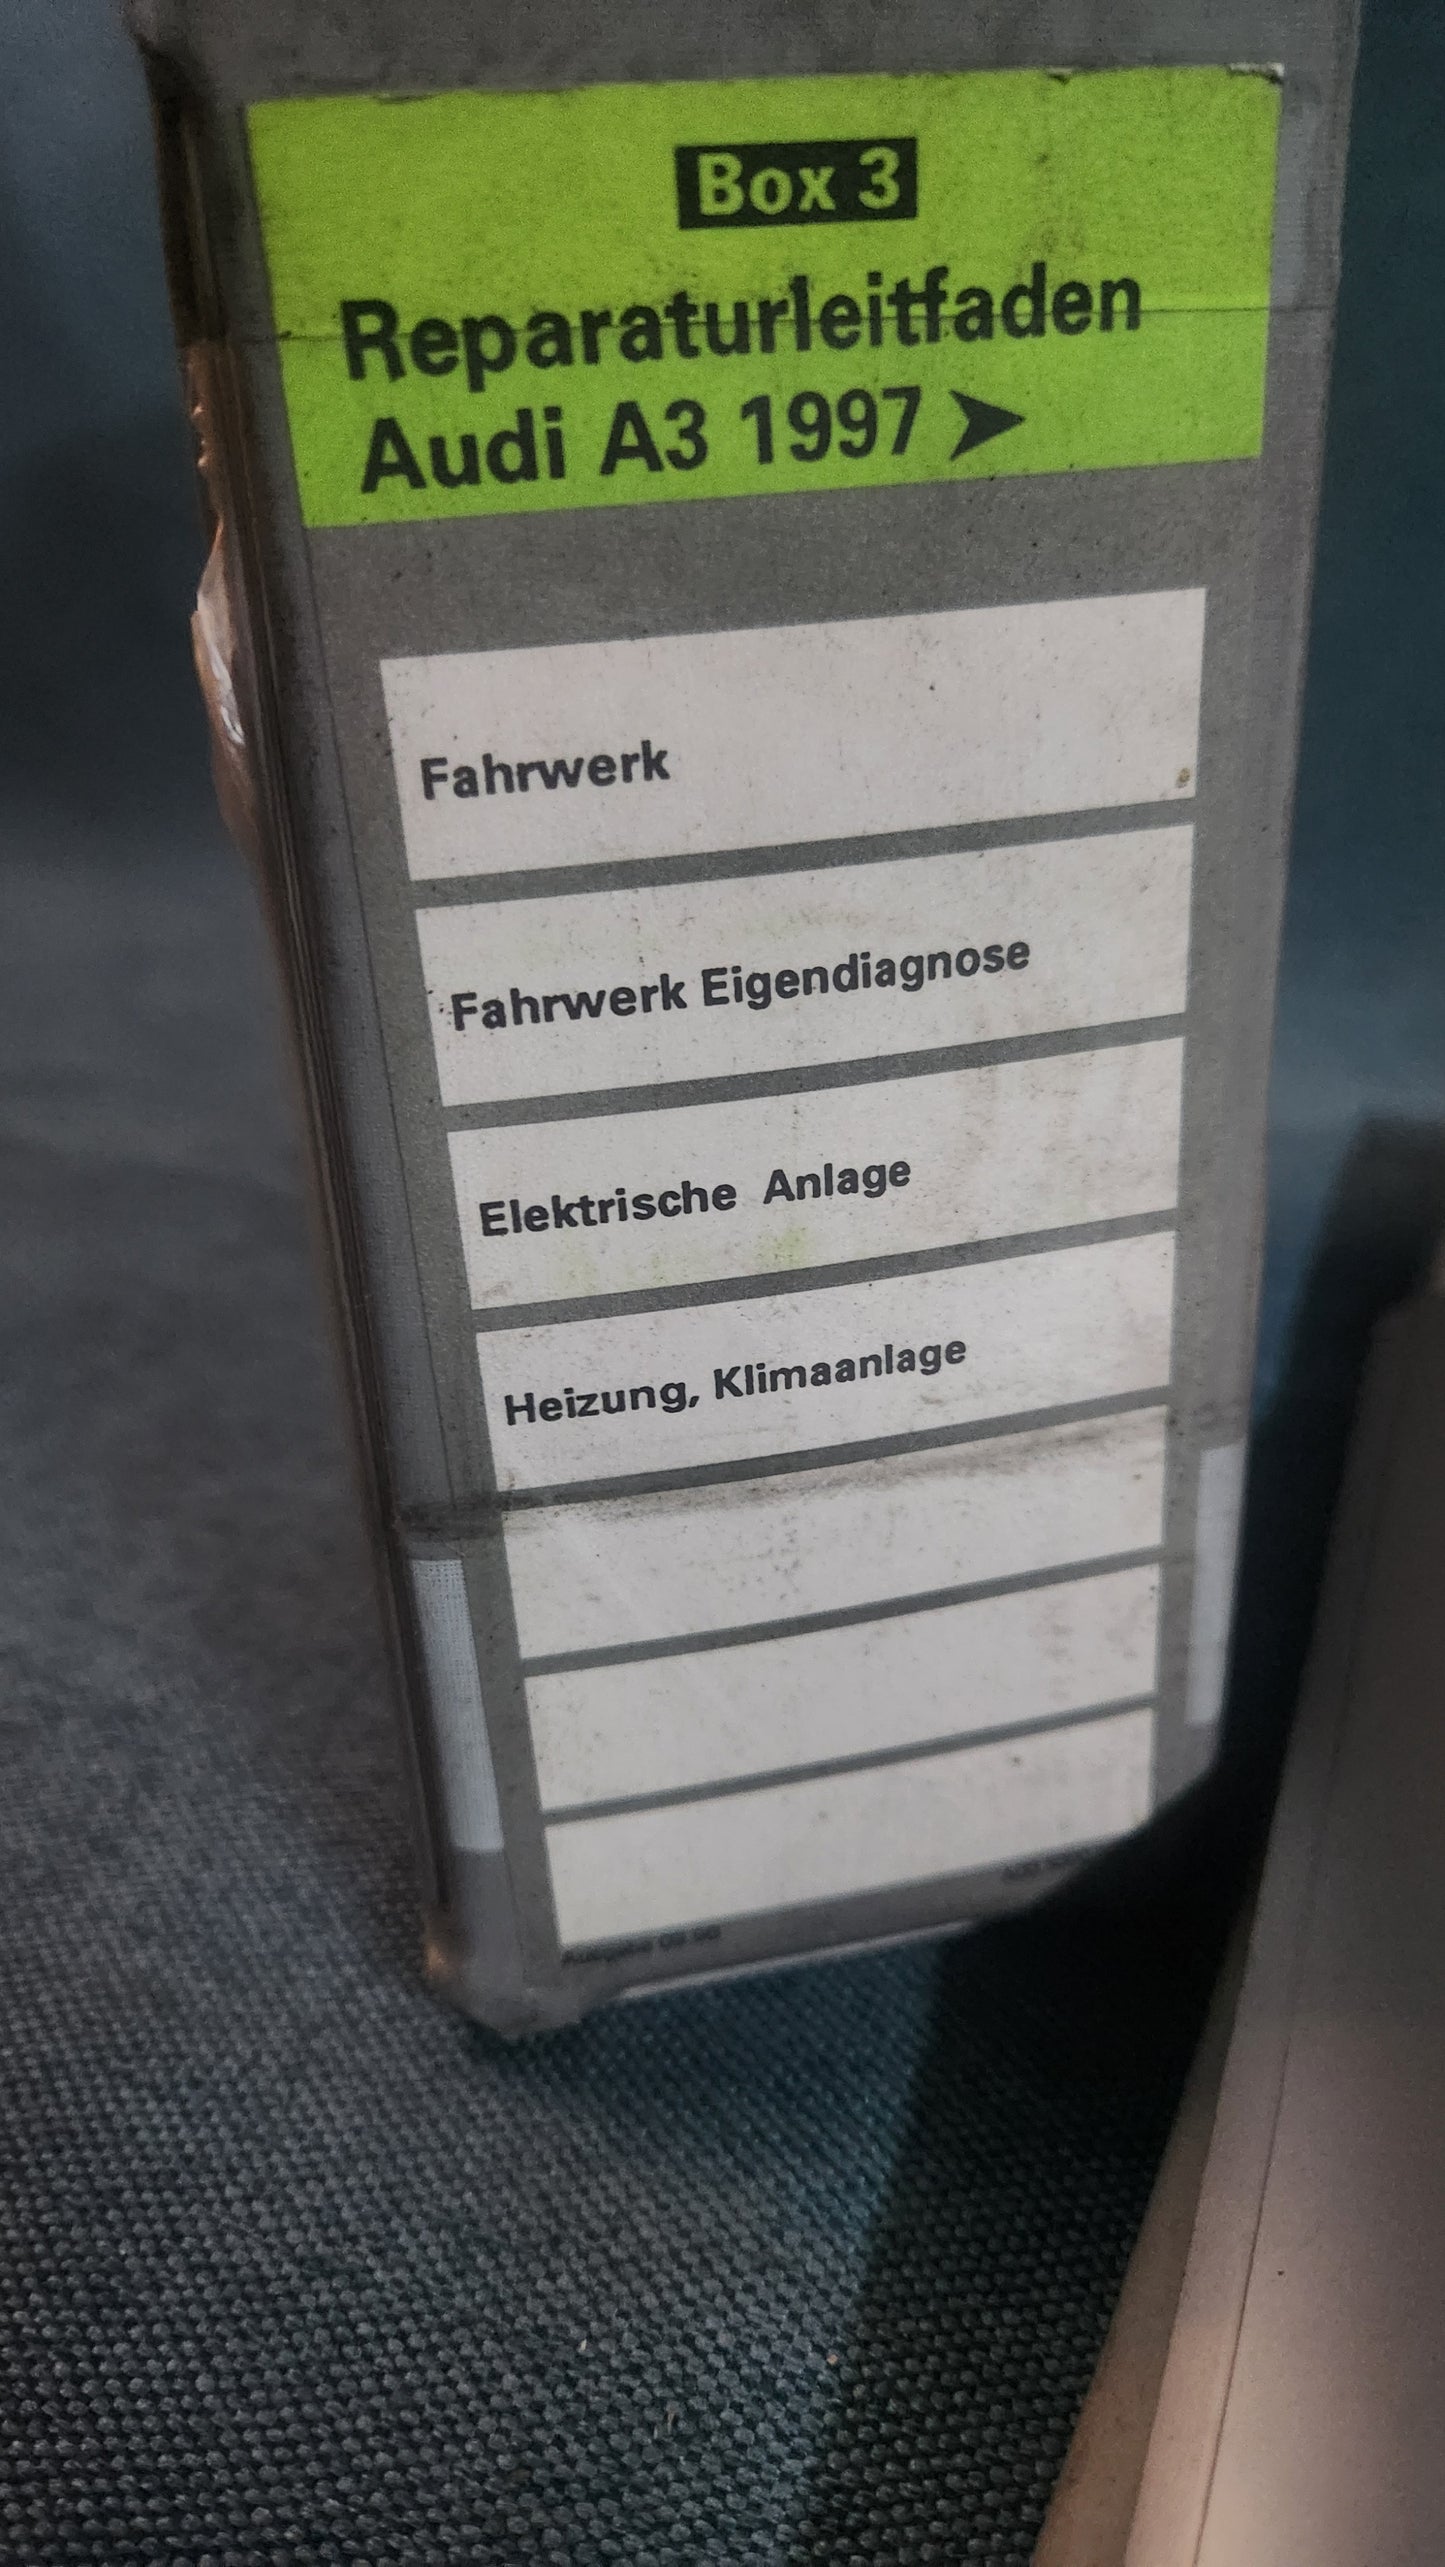 Box 3
Reparaturleitfaden
Audi A3 1997 ➤
Fahrwerk
Fahrwerk Eigendiagnose
Elektrische Anlage
Heizung, Klimaanlage